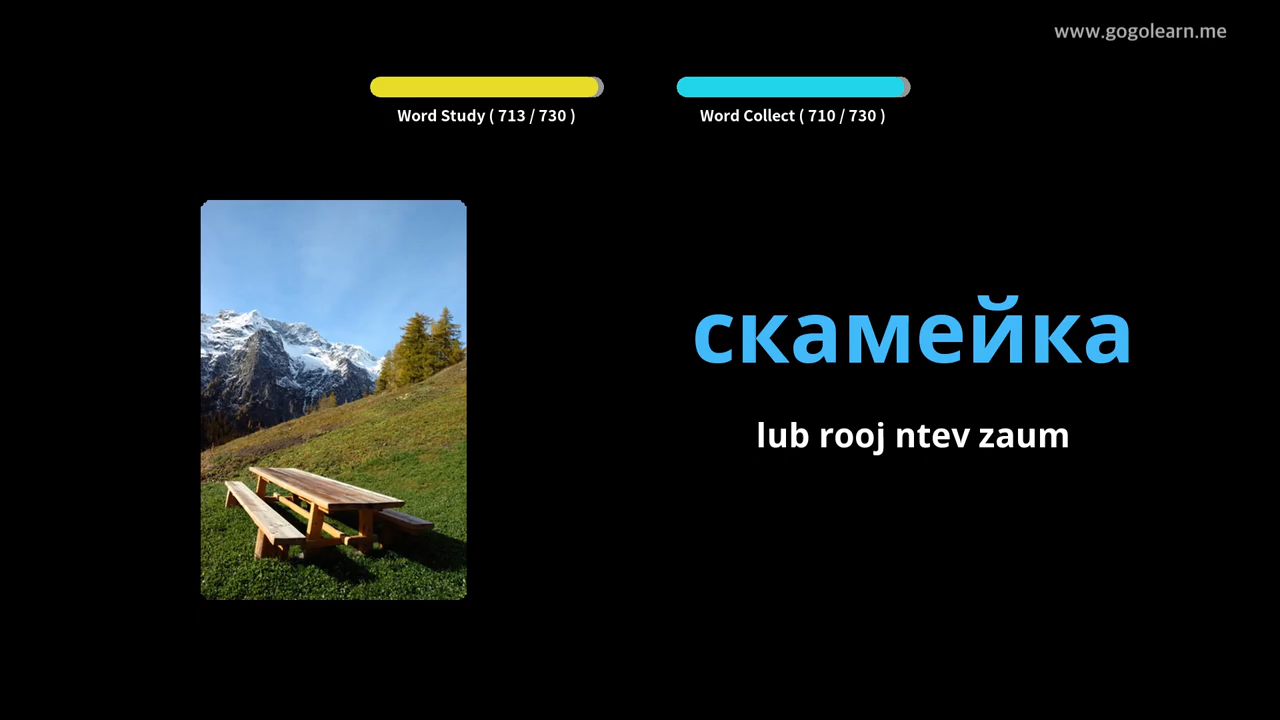 www.gogolearn.me
Word Study ( 713 / 730 )
Word Collect ( 710 / 730 )
скамейка
lub rooj ntev zaum